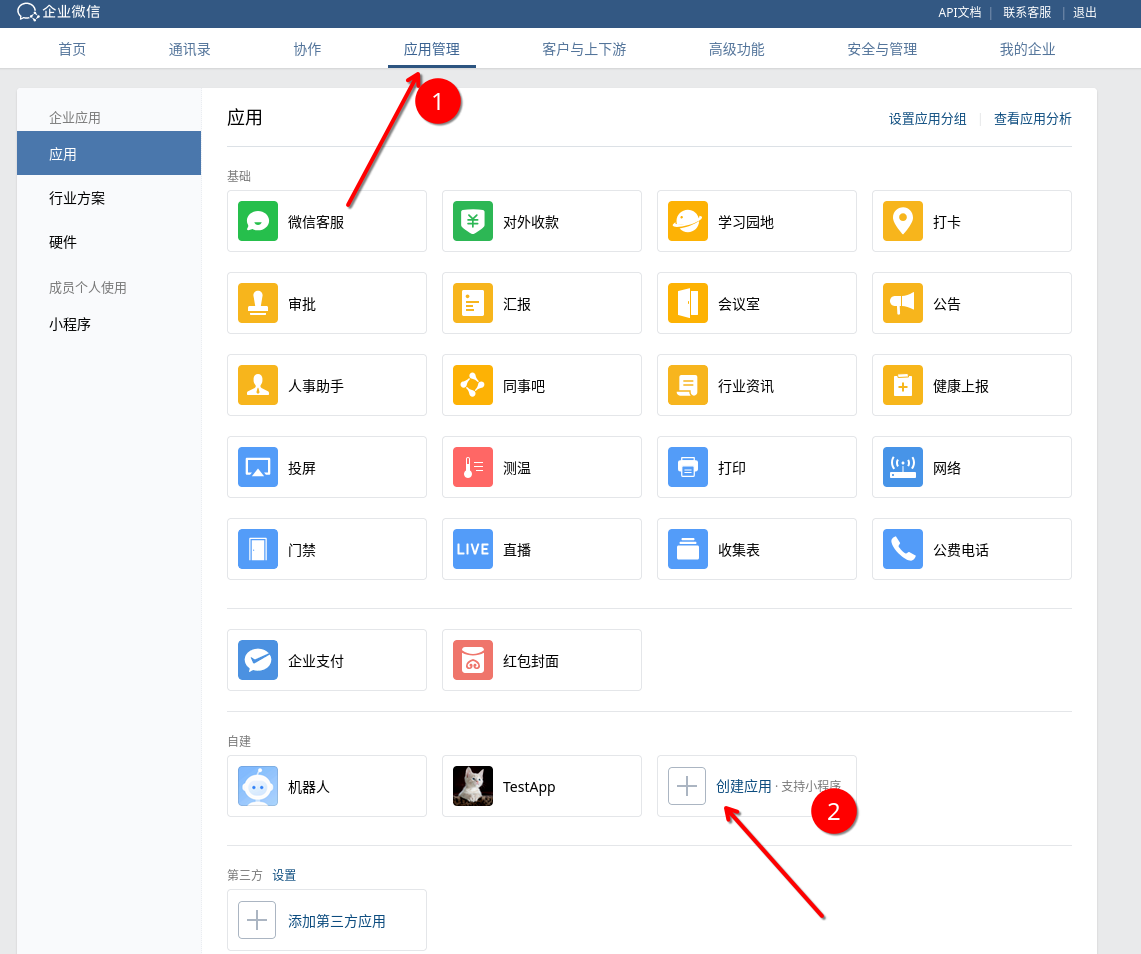 企业微信
API文档 | 联系客服 | 退出
首页 通讯录 协作 应用管理 客户与上下游 高级功能 安全与管理 我的企业
1
企业应用
应用
行业方案
硬件
成员个人使用
小程序
应用
设置应用分组 | 查看应用分析
基础
微信客服 对外收款 学习园地 打卡
审批 汇报 会议室 公告
人事助手 同事吧 行业资讯 健康上报
投屏 测温 打印 网络
门禁 LIVE 直播 收集表 公费电话
企业支付 红包封面
自建
机器人 TestApp 创建应用 · 支持小程序
2
第三方 设置
添加第三方应用